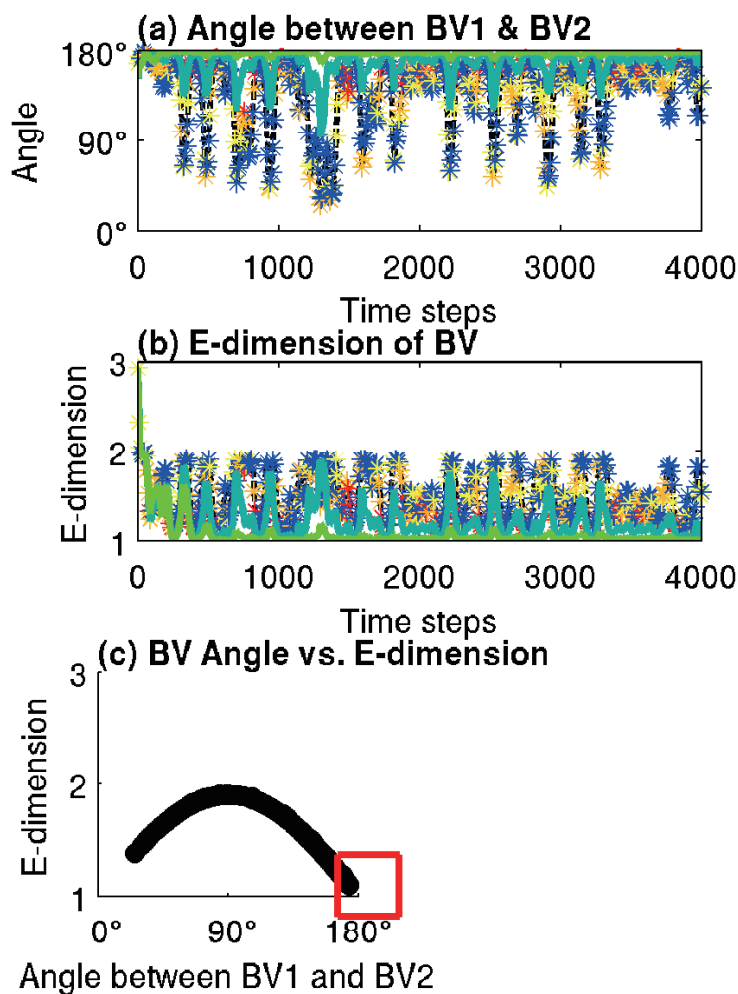 (a) Angle between BV1 & BV2
180°
90°
0°
Angle
0 1000 2000 3000 4000
Time steps
(b) E-dimension of BV
3
2
1
E-dimension
0 1000 2000 3000 4000
Time steps
(c) BV Angle vs. E-dimension
3
2
1
E-dimension
0° 90° 180°
Angle between BV1 and BV2